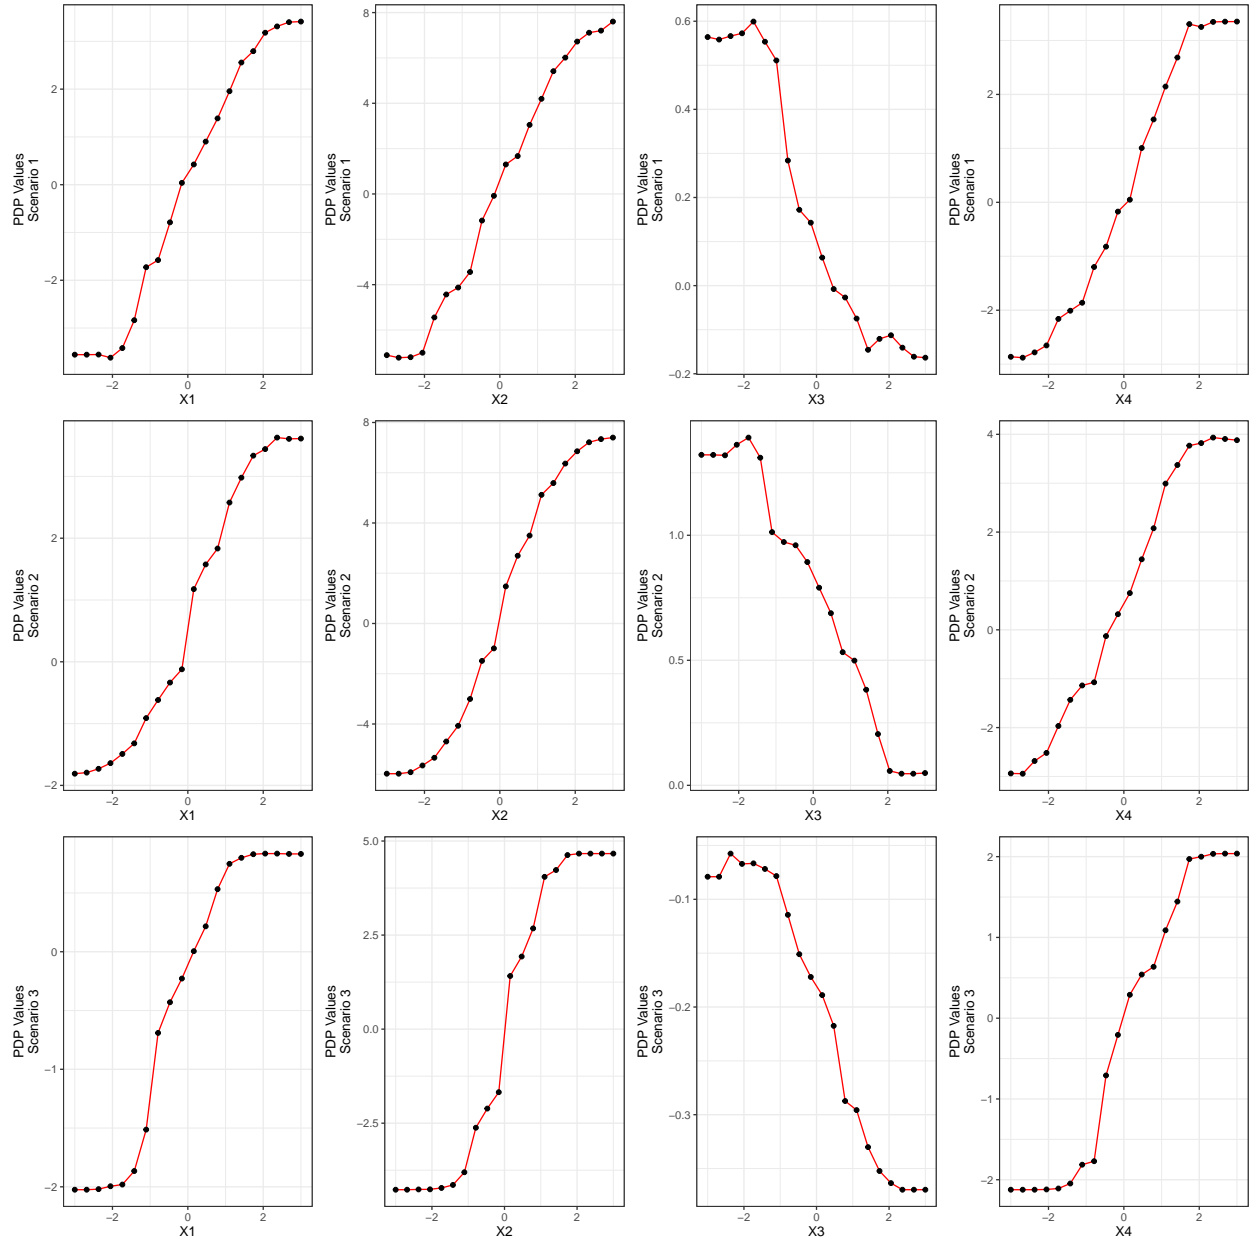 PDP Values
Scenario 1
2
0
−2
−2
0
2
X1
PDP Values
Scenario 1
8
4
0
−4
−2
0
2
X2
PDP Values
Scenario 1
0.6
0.4
0.2
0.0
−0.2
−2
0
2
X3
PDP Values
Scenario 1
2
0
−2
−2
0
2
X4
PDP Values
Scenario 2
2
0
−2
−2
0
2
X1
PDP Values
Scenario 2
8
4
0
−4
−2
0
2
X2
PDP Values
Scenario 2
1.0
0.5
0.0
−2
0
2
X3
PDP Values
Scenario 2
4
2
0
−2
−2
0
2
X4
PDP Values
Scenario 3
0
−1
−2
−2
0
2
X1
PDP Values
Scenario 3
5.0
2.5
0.0
−2.5
−2
0
2
X2
PDP Values
Scenario 3
−0.1
−0.2
−0.3
−2
0
2
X3
PDP Values
Scenario 3
2
1
0
−1
−2
−2
0
2
X4